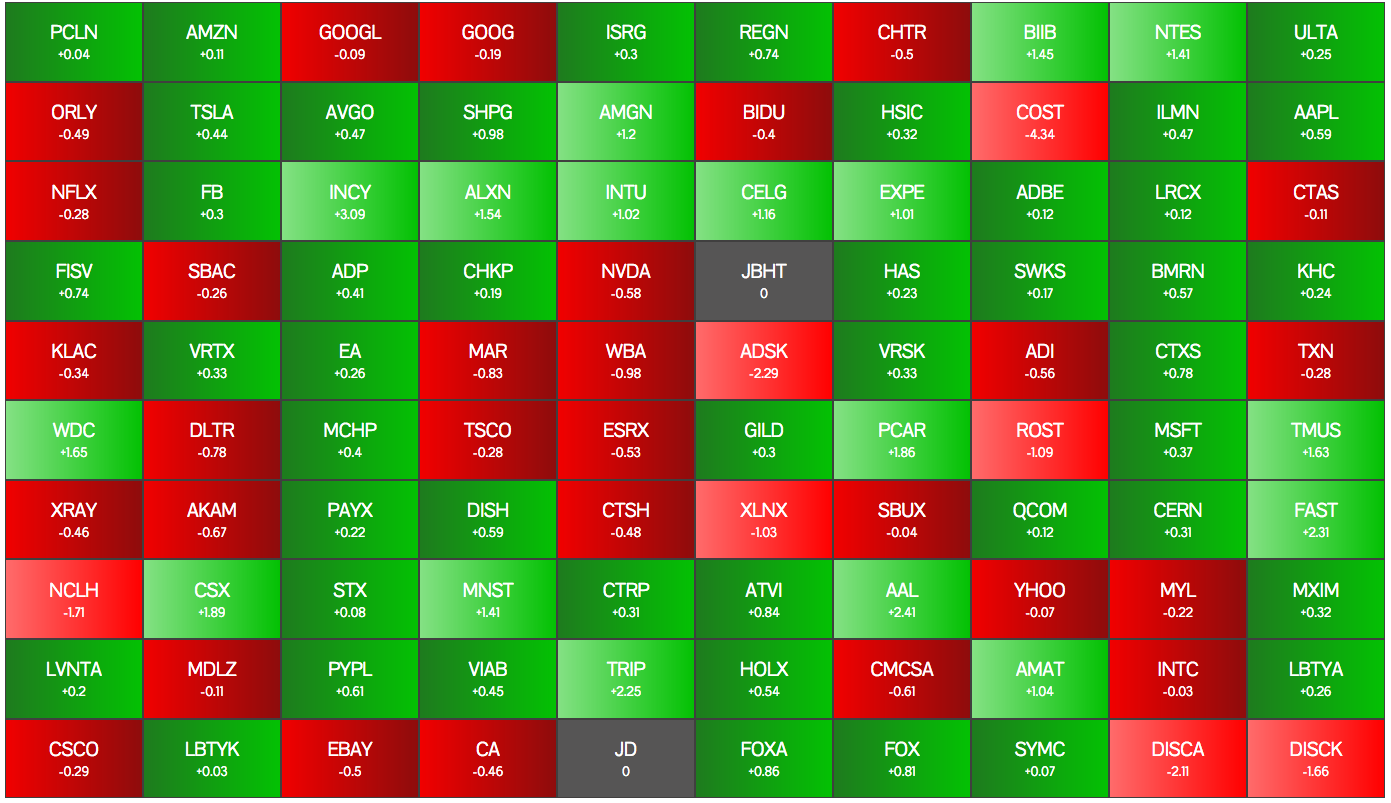 PCLN AMZN GOOGL GOOG ISRG REGN CHTR BIIB NTES ULTA
+0.04 +0.11 -0.09 -0.19 +0.3 +0.74 -0.5 +1.45 +1.41 +0.25
ORLY TSLA AVGO SHPG AMGN BIDU HSIC COST ILMN AAPL
-0.49 +0.44 +0.47 +0.98 +1.2 -0.4 +0.32 -4.34 +0.47 +0.59
NFLX FB INCY ALXN INTU CELG EXPE ADBE LRCX CTAS
-0.28 +0.3 +3.09 +1.54 +1.02 +1.16 +1.01 +0.12 +0.12 -0.11
FISV SBAC ADP CHKP NVDA JBHT HAS SWKS BMRN KHC
+0.74 -0.26 +0.41 +0.19 -0.58 0 +0.23 +0.17 +0.57 +0.24
KLAC VRTX EA MAR WBA ADSK VRSK ADI CTXS TXN
-0.34 +0.33 +0.26 -0.83 -0.98 -2.29 +0.33 -0.56 +0.78 -0.28
WDC DLTR MCHP TSCO ESRX GILD PCAR ROST MSFT TMUS
+1.65 -0.78 +0.4 -0.28 -0.53 +0.3 +1.86 -1.09 +0.37 +1.63
XRAY AKAM PAYX DISH CTSH XLNX SBUX QCOM CERN FAST
-0.46 -0.67 +0.22 +0.59 -0.48 -1.03 -0.04 +0.12 +0.31 +2.31
NCLH CSX STX MNST CTRP ATVI AAL YHOO MYL MXIM
-1.71 +1.89 +0.08 +1.41 +0.31 +0.84 +2.41 -0.07 -0.22 +0.32
LVNTA MDLZ PYPL VIAB TRIP HOLX CMCSA AMAT INTC LBTYA
+0.2 -0.11 +0.61 +0.45 +2.25 +0.54 -0.61 +1.04 -0.03 +0.26
CSCO LBTYK EBAY CA JD FOXA FOX SYMC DISCA DISCK
-0.29 +0.03 -0.5 -0.46 0 +0.86 +0.81 +0.07 -2.11 -1.66